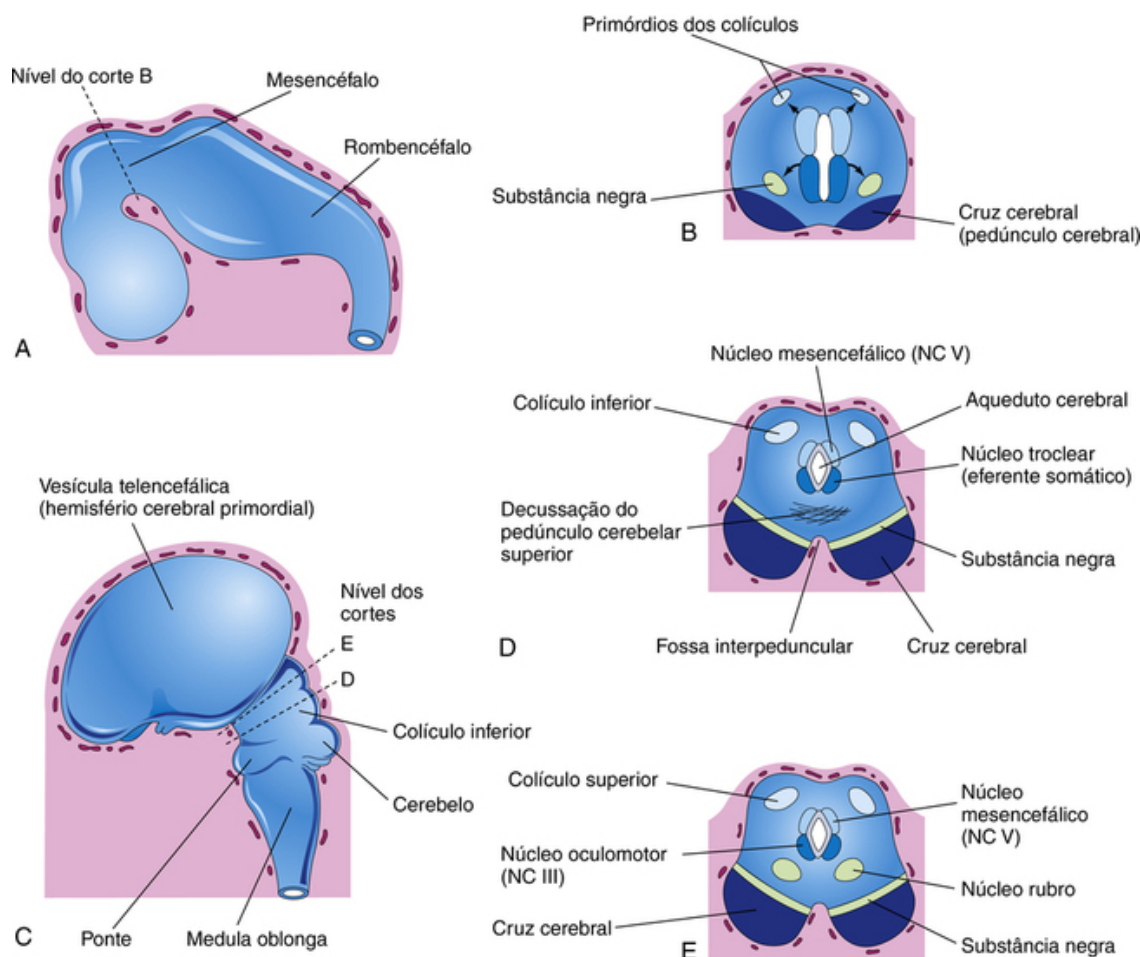 Nível do corte B
Mesencéfalo
Rombencéfalo
A
Primórdios dos colículos
Substância negra
Cruz cerebral
(pedúnculo cerebral)
B
Vesícula telencefálica
(hemisfério cerebral primordial)
Nível dos
cortes
E
D
Colículo inferior
Cerebelo
Ponte
Medula oblonga
C
Núcleo mesencefálico (NC V)
Colículo inferior
Aqueduto cerebral
Núcleo troclear
(eferente somático)
Decussação do
pedúnculo cerebelar
superior
Substância negra
Fossa interpeduncular
Cruz cerebral
D
Colículo superior
Núcleo
mesencefálico
(NC V)
Núcleo oculomotor
(NC III)
Núcleo rubro
Cruz cerebral
Substância negra
E